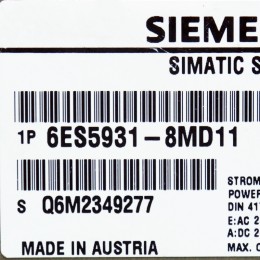 SIEME
SIMATIC S
1P 6ES5931-8MD11
STROM
POWER
S Q6M2349277
DIN 41
E:AC 2
A:DC 2
MADE IN AUSTRIA
MAX. C